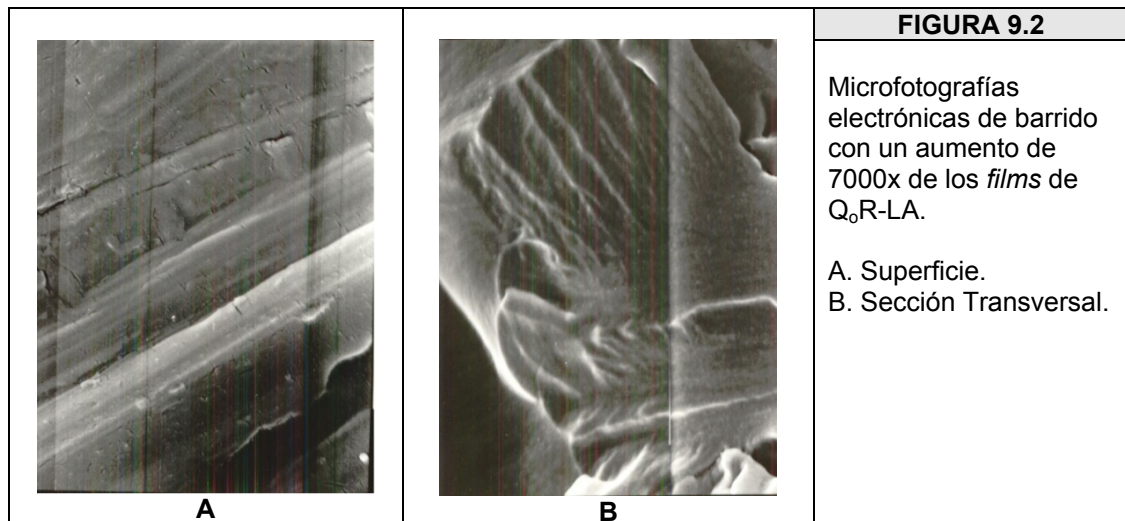 FIGURA 9.2
Microfotografías
electrónicas de barrido
con un aumento de
7000x de los films de
QₒR-LA.
A. Superficie.
B. Sección Transversal.
A
B